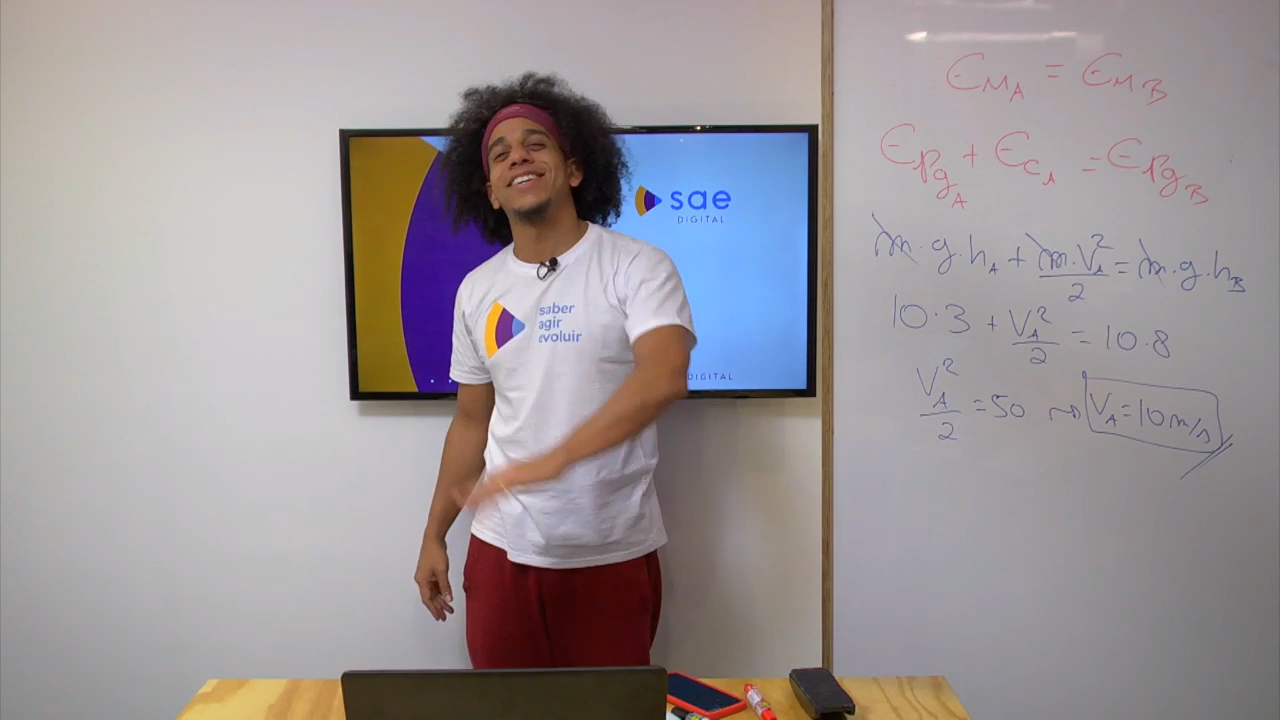 sae
DIGITAL
saber
agir
evoluir
DIGITAL
E_{M_A} = E_{M_B}
E_{pg_A} + E_{c_A} = E_{pg_B}
m.g.h_A + m.V_A^2/2 = m.g.h_B
10.3 + V_A^2/2 = 10.8
V_A^2/2 = 50 ⇝ V_A = 10m/s